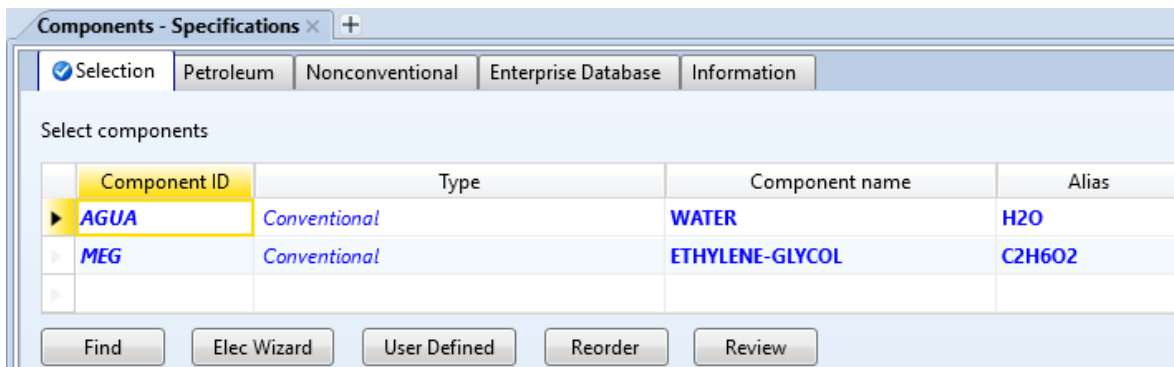 Components - Specifications × +
Selection Petroleum Nonconventional Enterprise Database Information
Select components
Component ID Type Component name Alias
AGUA Conventional WATER H2O
MEG Conventional ETHYLENE-GLYCOL C2H6O2
Find Elec Wizard User Defined Reorder Review